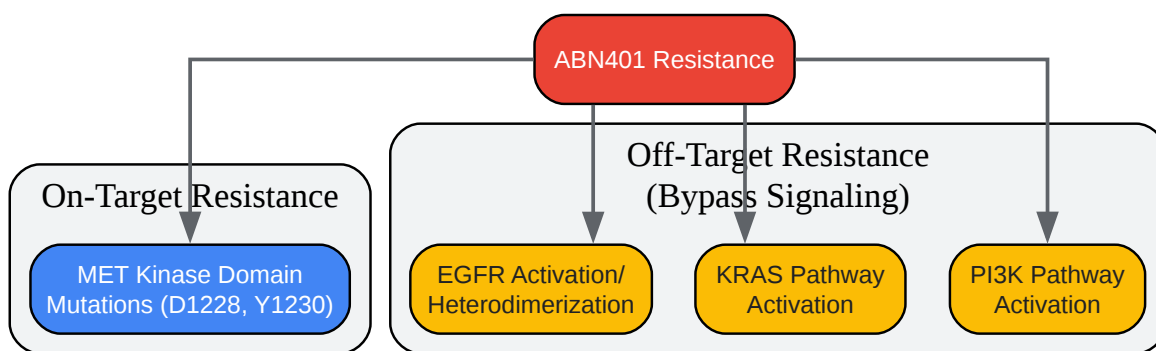 ABN401 Resistance
On-Target Resistance
MET Kinase Domain
Mutations (D1228, Y1230)
Off-Target Resistance
(Bypass Signaling)
EGFR Activation/
Heterodimerization
KRAS Pathway
Activation
PI3K Pathway
Activation